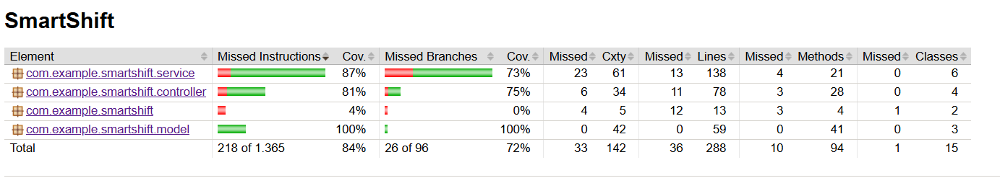 SmartShift
Element Missed Instructions Cov. Missed Branches Cov. Missed Cxty Missed Lines Missed Methods Missed Classes
com.example.smartshift.service 87% 73% 23 61 13 138 4 21 0 6
com.example.smartshift.controller 81% 75% 6 34 11 78 3 28 0 4
com.example.smartshift 4% 0% 4 5 12 13 3 4 1 2
com.example.smartshift.model 100% 100% 0 42 0 59 0 41 0 3
Total 218 of 1.365 84% 26 of 96 72% 33 142 36 288 10 94 1 15